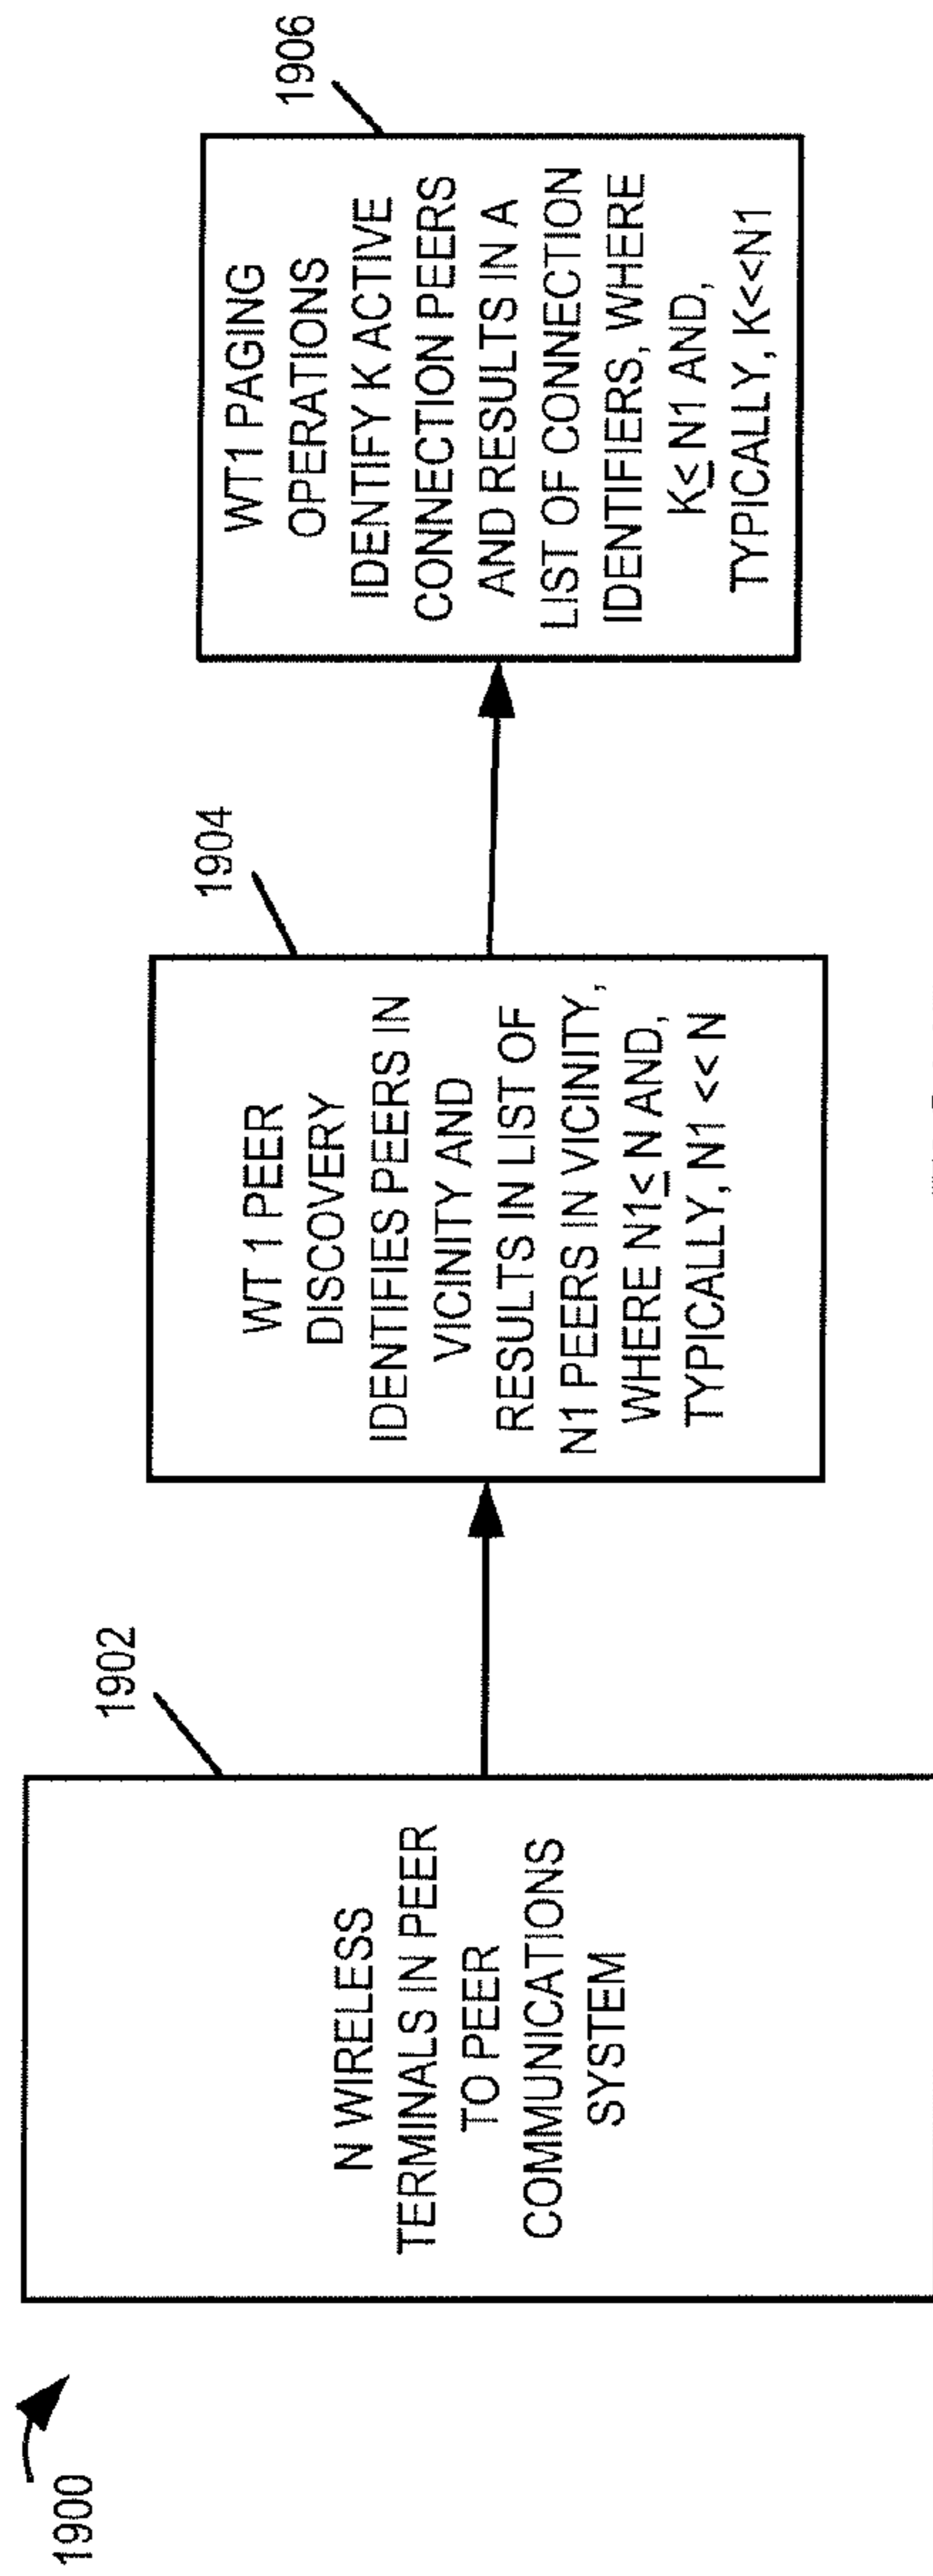 1900
1902
N WIRELESS
TERMINALS IN PEER
TO PEER
COMMUNICATIONS
SYSTEM
1904
WT 1 PEER
DISCOVERY
IDENTIFIES PEERS IN
VICINITY AND
RESULTS IN LIST OF
N1 PEERS IN VICINITY,
WHERE N1≤ N AND,
TYPICALLY, N1 <<N
1906
WT1 PAGING
OPERATIONS
IDENTIFY K ACTIVE
CONNECTION PEERS
AND RESULTS IN A
LIST OF CONNECTION
IDENTIFIERS, WHERE
K≤ N1 AND,
TYPICALLY, K<<N1